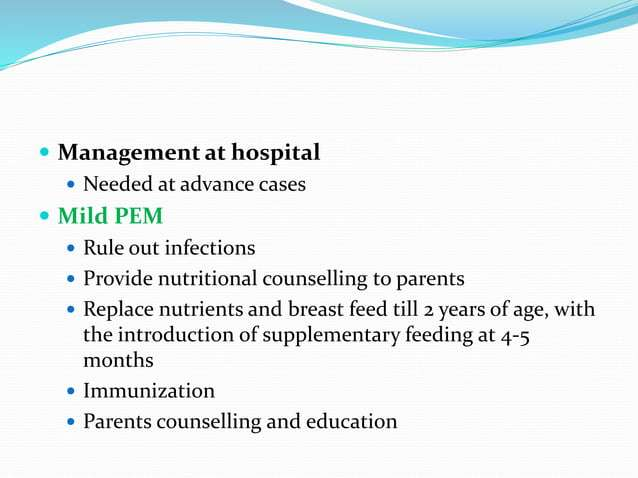 Management at hospital
Needed at advance cases
Mild PEM
Rule out infections
Provide nutritional counselling to parents
Replace nutrients and breast feed till 2 years of age, with
the introduction of supplementary feeding at 4-5
months
Immunization
Parents counselling and education